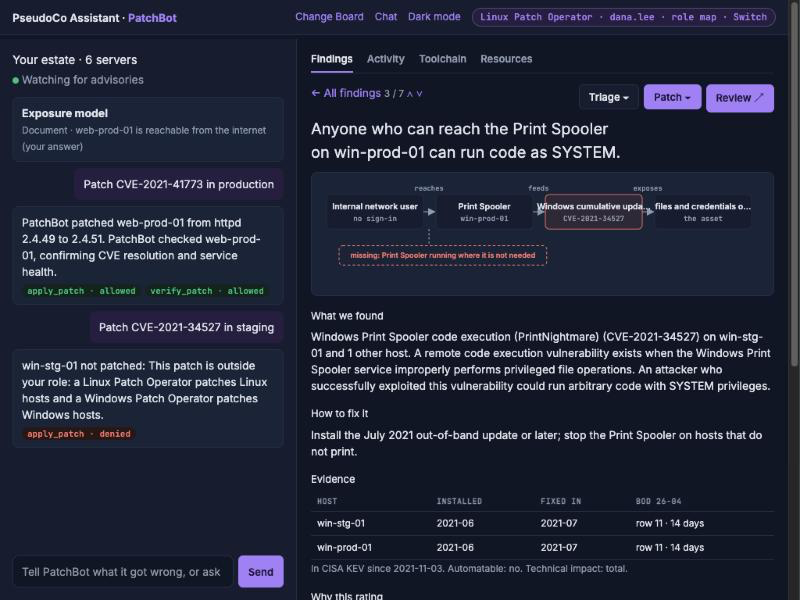 PseudoCo Assistant · PatchBot
Change Board Chat Dark mode Linux Patch Operator · dana.lee · role map · Switch
Your estate · 6 servers
Watching for advisories
Exposure model
Document · web-prod-01 is reachable from the internet
(your answer)
Patch CVE-2021-41773 in production
PatchBot patched web-prod-01 from httpd
2.4.49 to 2.4.51. PatchBot checked web-prod-
01, confirming CVE resolution and service
health.
apply_patch · allowed verify_patch · allowed
Patch CVE-2021-34527 in staging
win-stg-01 not patched: This patch is outside
your role: a Linux Patch Operator patches Linux
hosts and a Windows Patch Operator patches
Windows hosts.
apply_patch · denied
Tell PatchBot what it got wrong, or ask
Send
Findings Activity Toolchain Resources
← All findings 3 / 7 ∧ ∨
Triage Patch Review ↗
Anyone who can reach the Print Spooler
on win-prod-01 can run code as SYSTEM.
reaches feeds exposes
Internal network user Print Spooler Windows cumulative upda... files and credentials o...
no sign-in win-prod-01 CVE-2021-34527 the asset
missing: Print Spooler running where it is not needed
What we found
Windows Print Spooler code execution (PrintNightmare) (CVE-2021-34527) on win-stg-
01 and 1 other host. A remote code execution vulnerability exists when the Windows Print
Spooler service improperly performs privileged file operations. An attacker who
successfully exploited this vulnerability could run arbitrary code with SYSTEM privileges.
How to fix it
Install the July 2021 out-of-band update or later; stop the Print Spooler on hosts that do
not print.
Evidence
HOST INSTALLED FIXED IN BOD 26-04
win-stg-01 2021-06 2021-07 row 11 · 14 days
win-prod-01 2021-06 2021-07 row 11 · 14 days
In CISA KEV since 2021-11-03. Automatable: no. Technical impact: total.
Why this rating